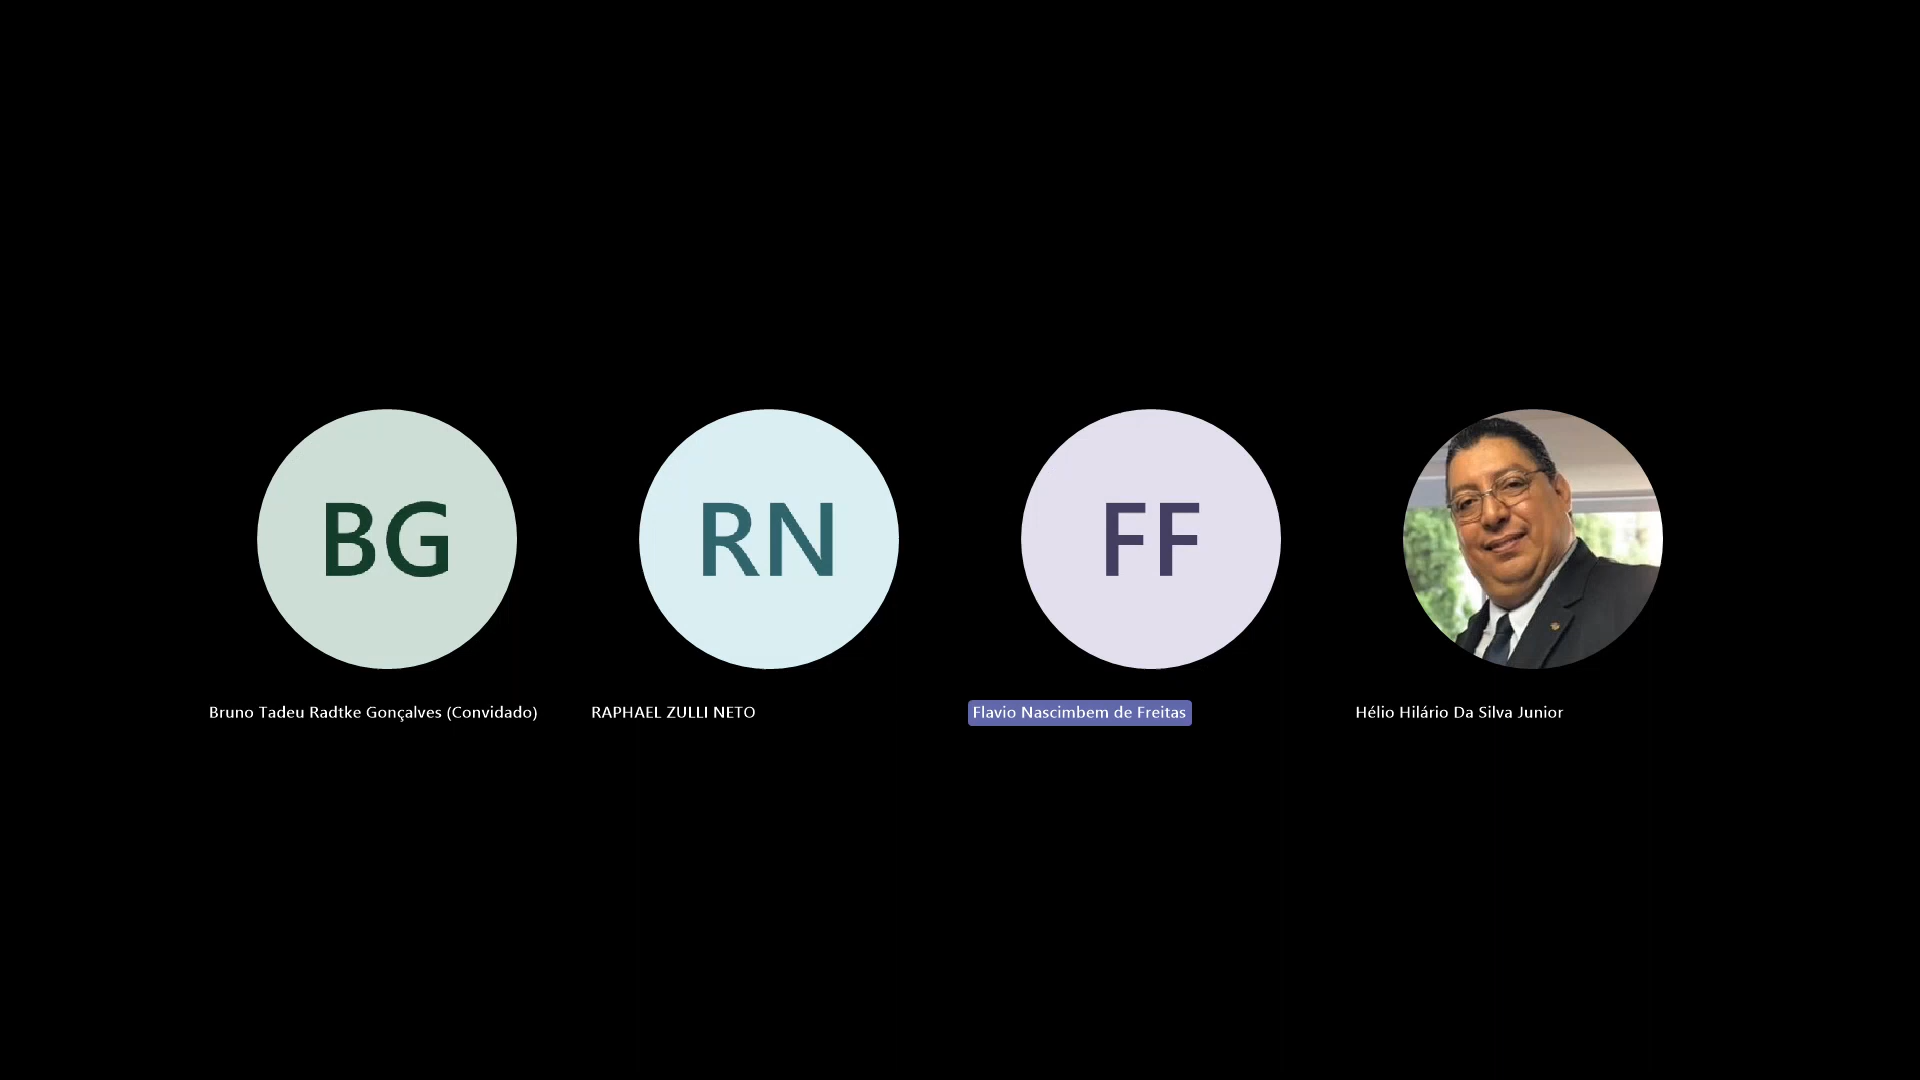 BG
RN
FF
Bruno Tadeu Radtke Gonçalves (Convidado)
RAPHAEL ZULLI NETO
Flavio Nascimbem de Freitas
Hélio Hilário Da Silva Junior